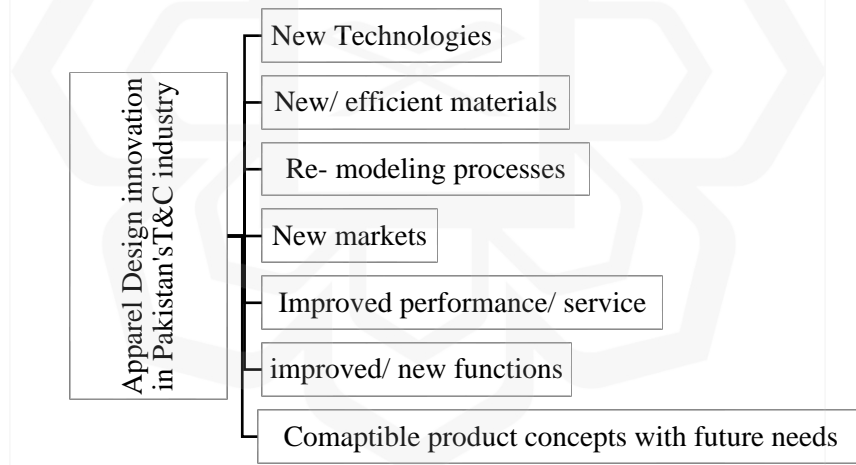 Apparel Design innovation
in Pakistan'sT&C industry
New Technologies
New/ efficient materials
Re- modeling processes
New markets
Improved performance/ service
improved/ new functions
Comaptible product concepts with future needs